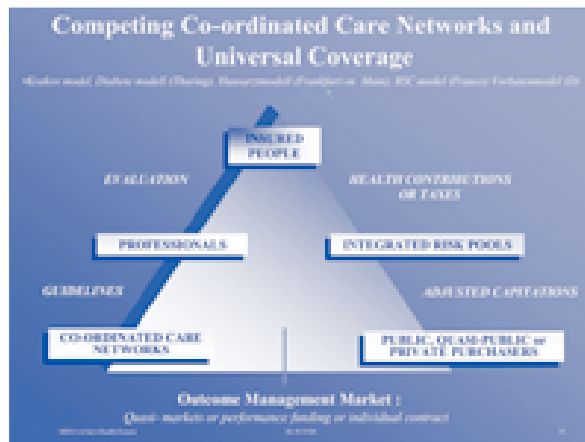 Competing Co-ordinated Care Networks and
Universal Coverage
INSURED
PEOPLE
EVALUATION
HEALTH CONTRIBUTIONS
OR TAXES
PROFESSIONALS
INTEGRATED RISK POOLS
GUIDELINES
ADJUSTED CAPITATIONS
CO-ORDINATED CARE
NETWORKS
PUBLIC, QUASI-PUBLIC or
PRIVATE PURCHASERS
Outcome Management Market :
Quasi- markets or performance funding or individual contract